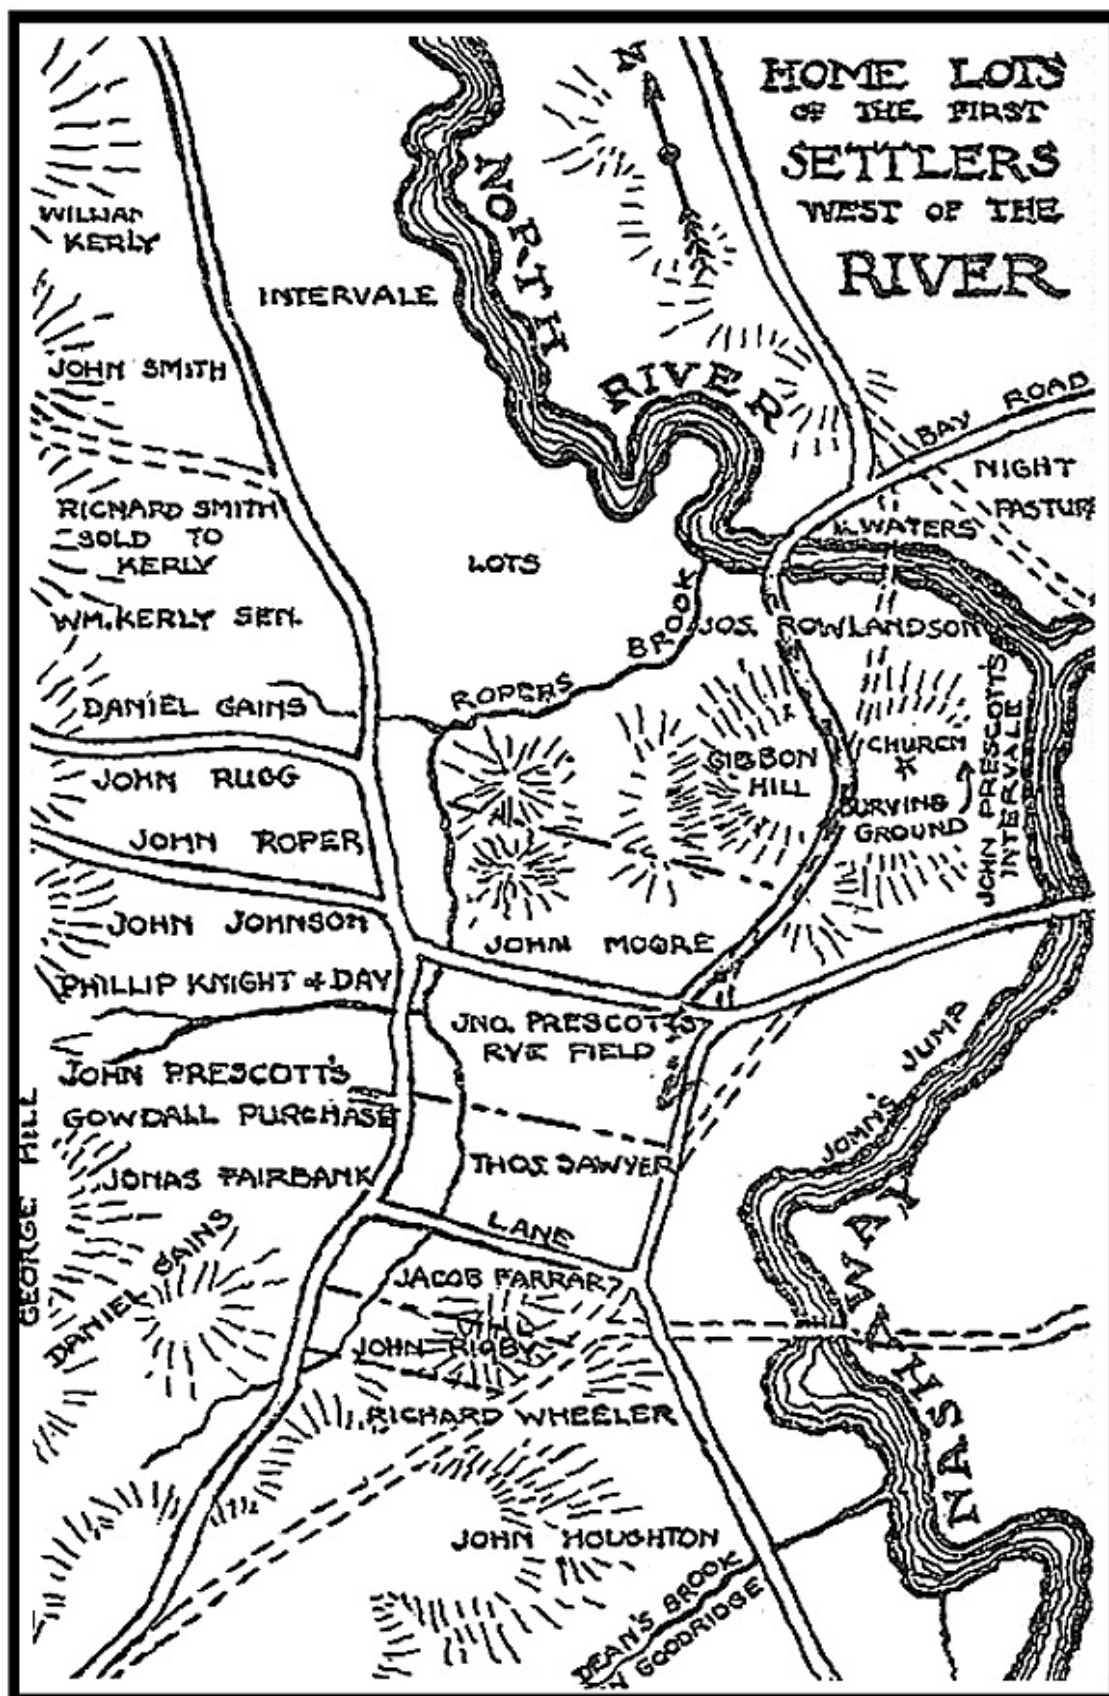 HOME LOTS
OF THE FIRST
SETTLERS
WEST OF THE
RIVER
N
NORTH
RIVER
WILLIAM
KERLY
INTERVALE
JOHN SMITH
BAY ROAD
NIGHT
PASTUR
RICHARD SMITH
SOLD TO
KERLY
WATERS
LOTS
WM. KERLY SEN.
JOS. ROWLANDSON
ROPERS BROOK
DANIEL GAINS
JOHN RUGG
GIBBON
HILL
CHURCH
BURYING
GROUND
JOHN PRESCOTT'S
INTERVALE
JOHN ROPER
JOHN JOHNSON
JOHN MOORE
PHILLIP KNIGHT & DAY
JNO. PRESCOTTS
RYE FIELD
JOHN PRESCOTT'S
GOWDALL PURCHASE
JOHN'S JUMP
JONAS FAIRBANK
THOS. SAWYER
GEORGE HILL
DANIEL GAINS
LANE
JACOB FARRAR
JOHN RIGBY
RICHARD WHEELER
NASHAWAY
JOHN HOUGHTON
DEAN'S BROOK
GOODRIDGE